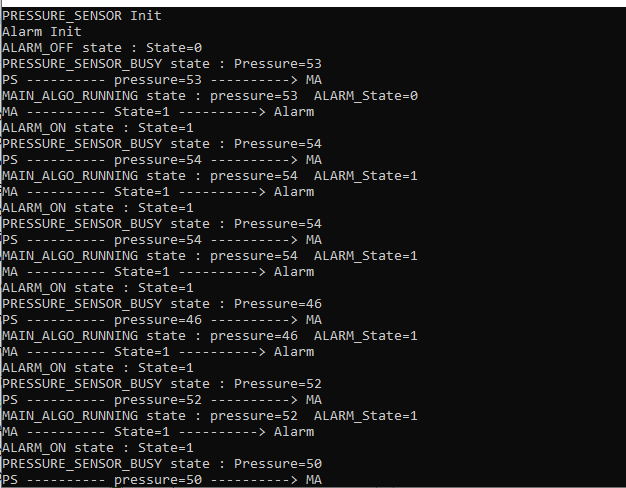 PRESSURE_SENSOR Init
Alarm Init
ALARM_OFF state : State=0
PRESSURE_SENSOR_BUSY state : Pressure=53
PS ---------- pressure=53 ----------> MA
MAIN_ALGO_RUNNING state : pressure=53  ALARM_State=0
MA ---------- State=1 ----------> Alarm
ALARM_ON state : State=1
PRESSURE_SENSOR_BUSY state : Pressure=54
PS ---------- pressure=54 ----------> MA
MAIN_ALGO_RUNNING state : pressure=54  ALARM_State=1
MA ---------- State=1 ----------> Alarm
ALARM_ON state : State=1
PRESSURE_SENSOR_BUSY state : Pressure=54
PS ---------- pressure=54 ----------> MA
MAIN_ALGO_RUNNING state : pressure=54  ALARM_State=1
MA ---------- State=1 ----------> Alarm
ALARM_ON state : State=1
PRESSURE_SENSOR_BUSY state : Pressure=46
PS ---------- pressure=46 ----------> MA
MAIN_ALGO_RUNNING state : pressure=46  ALARM_State=1
MA ---------- State=1 ----------> Alarm
ALARM_ON state : State=1
PRESSURE_SENSOR_BUSY state : Pressure=52
PS ---------- pressure=52 ----------> MA
MAIN_ALGO_RUNNING state : pressure=52  ALARM_State=1
MA ---------- State=1 ----------> Alarm
ALARM_ON state : State=1
PRESSURE_SENSOR_BUSY state : Pressure=50
PS ---------- pressure=50 ----------> MA